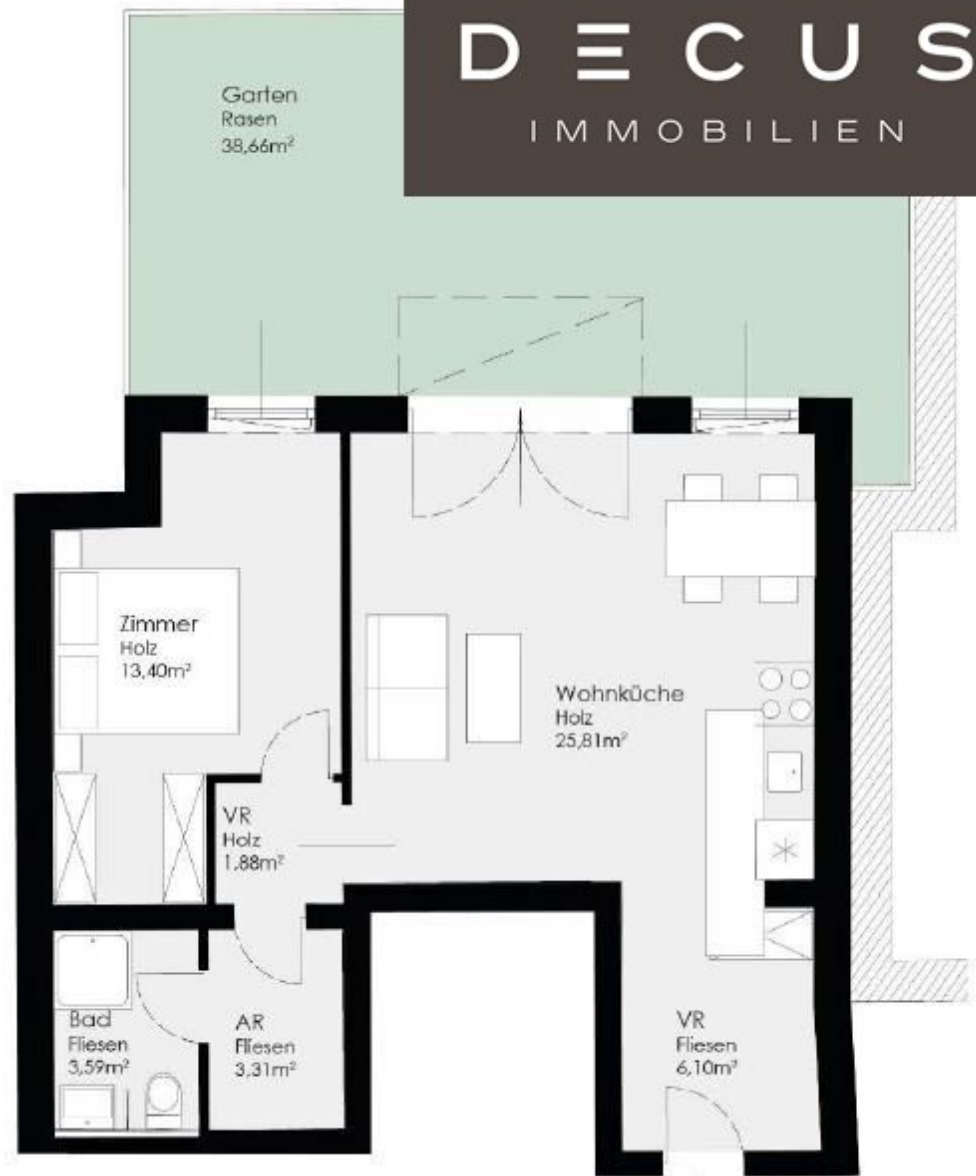 DECUS
IMMOBILIEN
Garten
Rasen
38,66m²
Zimmer
Holz
13,40m²
Wohnküche
Holz
25,81m²
VR
Holz
1,88m²
Bad
Fliesen
3,59m²
AR
Fliesen
3,31m²
VR
Fliesen
6,10m²